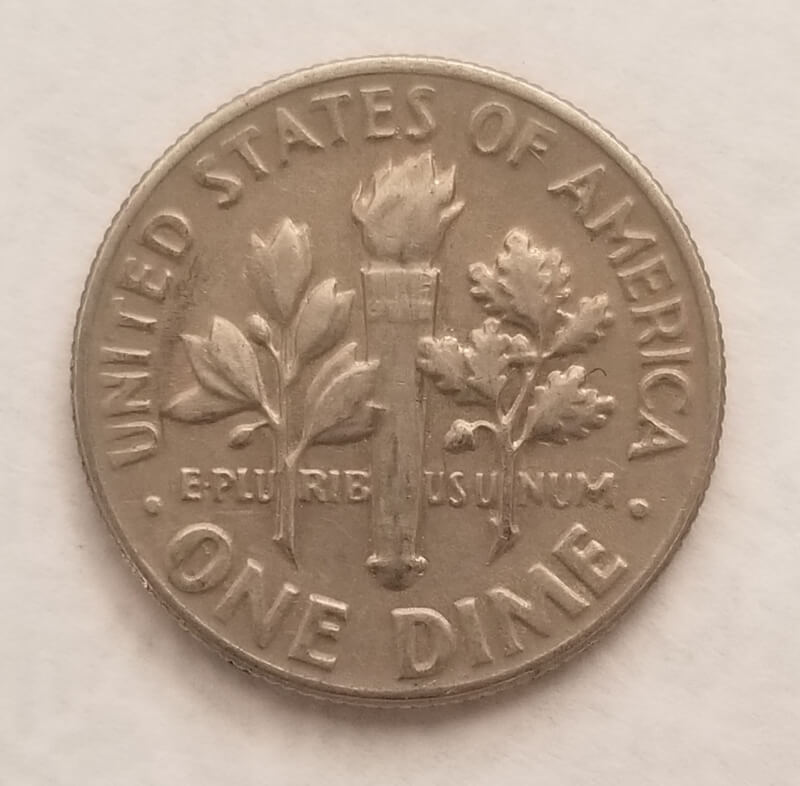 UNITED STATES OF AMERICA
E·PLURIBUS UNUM
· ONE DIME ·